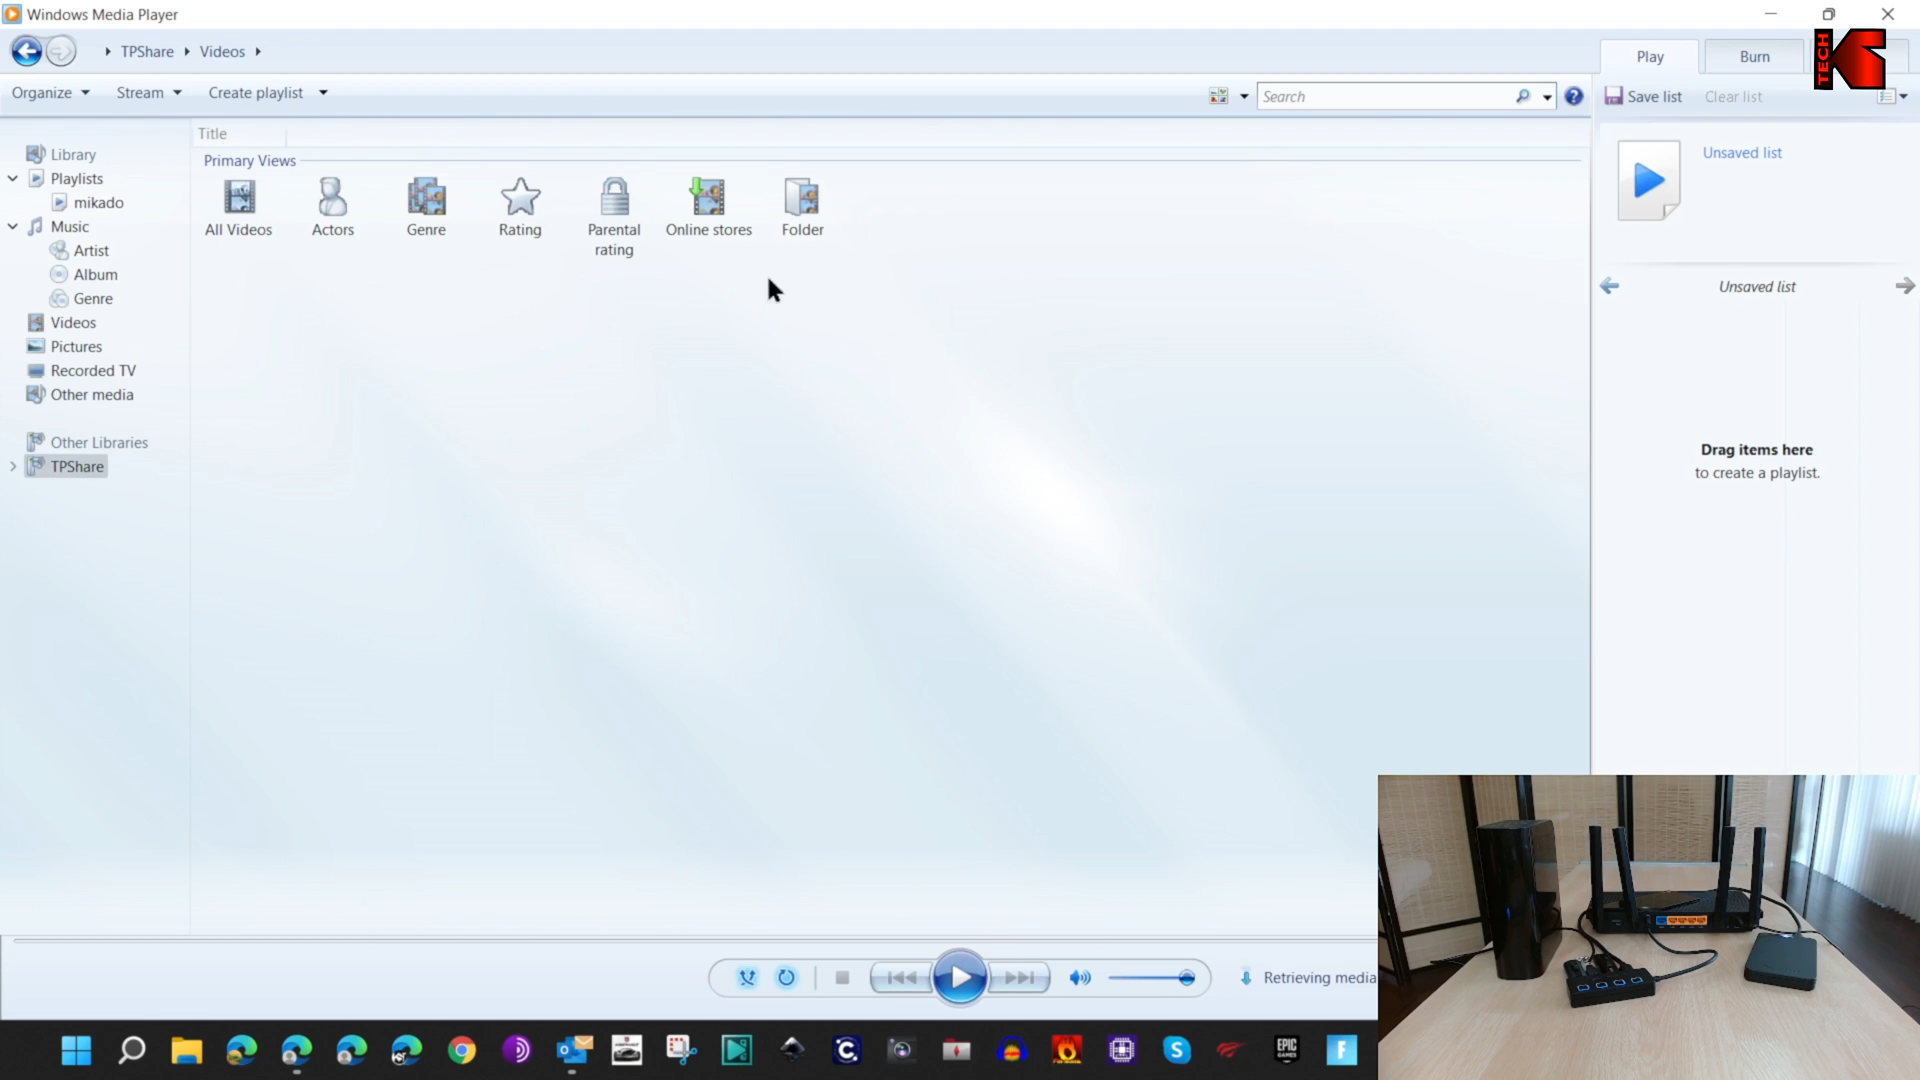 Windows Media Player
TPShare
Videos
Play
Burn
TECH
Organize
Stream
Create playlist
Search
Save list
Clear list
Title
Primary Views
Library
Playlists
mikado
Music
Artist
Album
Genre
Videos
Pictures
Recorded TV
Other media
Other Libraries
TPShare
All Videos
Actors
Genre
Rating
Parental
rating
Online stores
Folder
Unsaved list
Unsaved list
Drag items here
to create a playlist.
Retrieving media
EPIC
GAMES